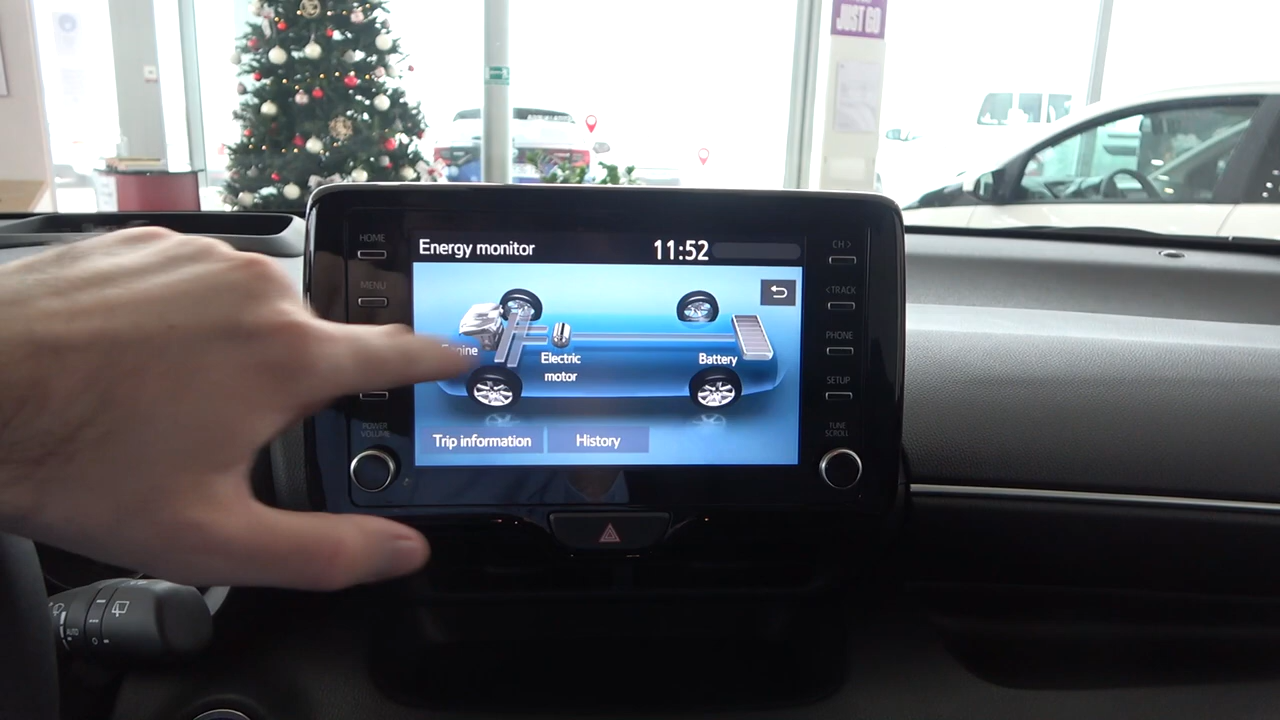 JUST GO
HOME
Energy monitor
11:52
CH >
MENU
< TRACK
Electric
motor
Battery
PHONE
SETUP
POWER
VOLUME
Trip information
History
TUNE
SCROLL
AUTO